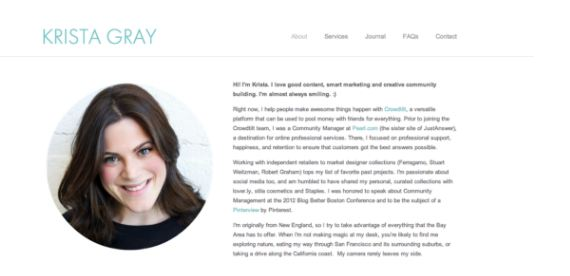 KRISTA GRAY
About Services Journal FAQs Contact
Hi! I'm Krista. I love good content, smart marketing and creative community
building. I'm almost always smiling. :)
Right now, I help people make awesome things happen with Crowdtilt, a versatile
platform that can be used to pool money with friends for everything. Prior to joining the
Crowdtilt team, I was a Community Manager at Pearl.com (the sister site of JustAnswer),
a destination for online professional services. There, I focused on professional support,
happiness, and retention to ensure that customers got the best answers possible.
Working with independent retailers to market designer collections (Ferragamo, Stuart
Weitzman, Robert Graham) tops my list of favorite past projects. I'm passionate about
social media too, and am humbled to have shared my personal, curated collections with
lover.ly, stila cosmetics and Staples. I was honored to speak about Community
Management at the 2012 Blog Better Boston Conference and to be the subject of a
Pinterview by Pinterest.
I'm originally from New England, so I try to take advantage of everything that the Bay
Area has to offer. When I'm not making magic at my desk, you're likely to find me
exploring nature, eating my way through San Francisco and its surrounding suburbs, or
taking a drive along the California coast. My camera rarely leaves my side.